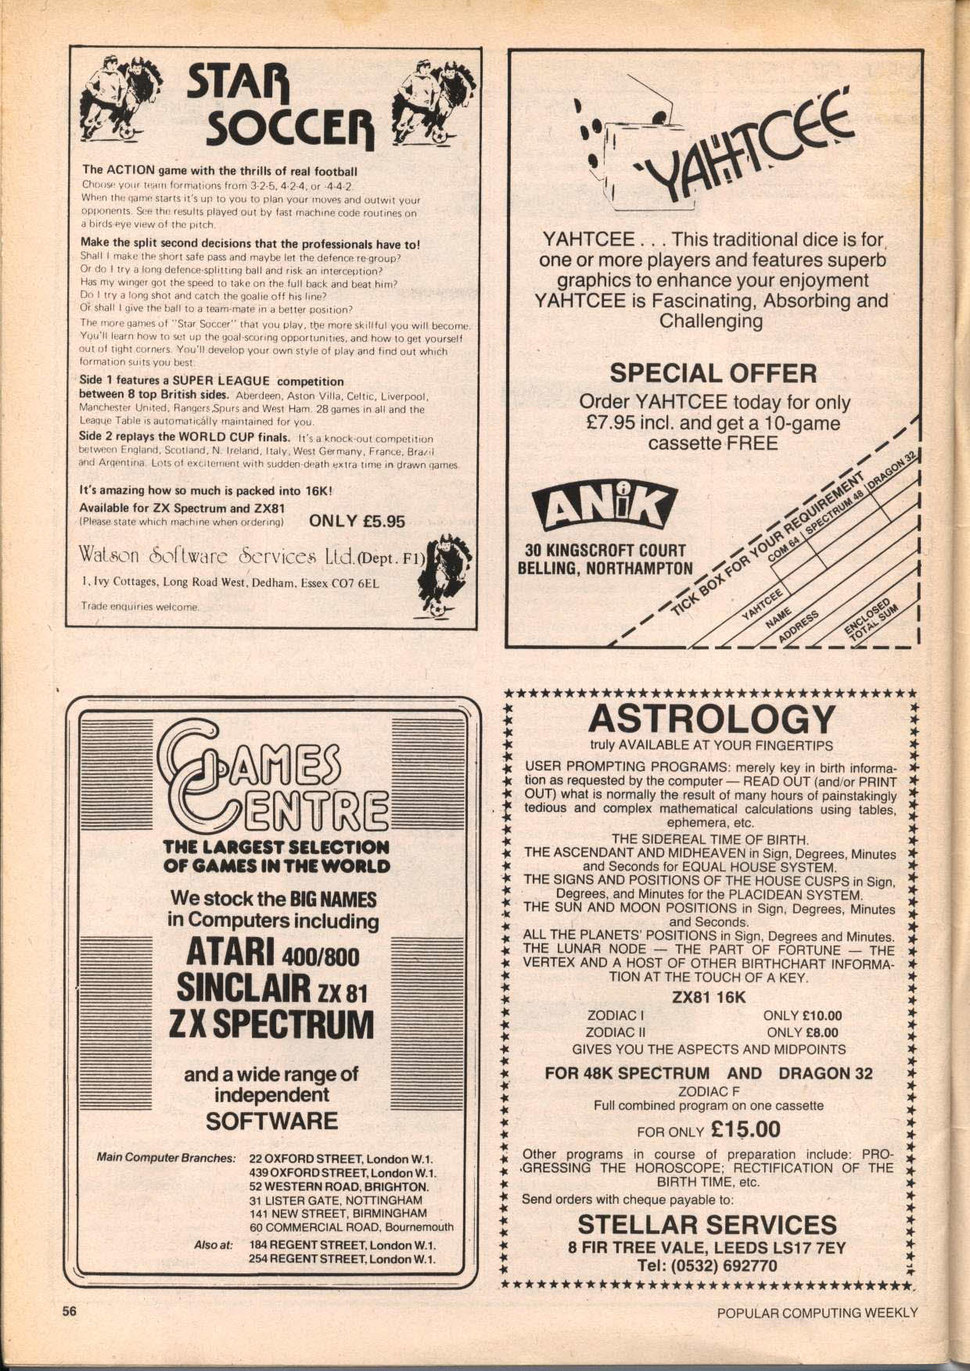 STAR
SOCCER
The ACTION game with the thrills of real football
Choose your team formations from 3-2-5, 4-2-4, or -4-4-2.
When the game starts it's up to you to plan your moves and outwit your
opponents. See the results played out by fast machine code routines on
a birds-eye view of the pitch.
Make the split second decisions that the professionals have to!
Shall I make the short safe pass and maybe let the defence re-group?
Or do I try a long defence-splitting ball and risk an interception?
Has my winger got the speed to take on the full back and beat him?
Do I try a long shot and catch the goalie off his line?
Or shall I give the ball to a team-mate in a better position?
The more games of "Star Soccer" that you play, the more skillful you will become.
You'll learn how to set up the goal-scoring opportunities, and how to get yourself
out of tight corners. You'll develop your own style of play and find out which
formation suits you best.
Side 1 features a SUPER LEAGUE competition
between 8 top British sides. Aberdeen, Aston Villa, Celtic, Liverpool,
Manchester United, Rangers,Spurs and West Ham. 28 games in all and the
League Table is automatically maintained for you.
Side 2 replays the WORLD CUP finals. It's a knock-out competition
between England, Scotland, N. Ireland, Italy, West Germany, France, Brazil
and Argentina. Lots of excitement with sudden-death extra time in drawn games.
It's amazing how so much is packed into 16K!
Available for ZX Spectrum and ZX81
(Please state which machine when ordering) ONLY £5.95
Watson Software Services Ltd. (Dept. F1)
1, Ivy Cottages, Long Road West, Dedham, Essex CO7 6EL
Trade enquiries welcome.
YAHTCEE
YAHTCEE . . . This traditional dice is for
one or more players and features superb
graphics to enhance your enjoyment
YAHTCEE is Fascinating, Absorbing and
Challenging
SPECIAL OFFER
Order YAHTCEE today for only
£7.95 incl. and get a 10-game
cassette FREE
ANiK
30 KINGSCROFT COURT
BELLING, NORTHAMPTON
TICK BOX FOR YOUR REQUIREMENT
COM 64 SPECTRUM 48 DRAGON 32
YAHTCEE
NAME
ADDRESS
ENCLOSED
TOTAL SUM
GAMES
CENTRE
THE LARGEST SELECTION
OF GAMES IN THE WORLD
We stock the BIG NAMES
in Computers including
ATARI 400/800
SINCLAIR ZX 81
ZX SPECTRUM
and a wide range of
independent
SOFTWARE
Main Computer Branches: 22 OXFORD STREET, London W.1.
439 OXFORD STREET, London W.1.
52 WESTERN ROAD, BRIGHTON.
31 LISTER GATE, NOTTINGHAM
141 NEW STREET, BIRMINGHAM
60 COMMERCIAL ROAD, Bournemouth
Also at: 184 REGENT STREET, London W.1.
254 REGENT STREET, London W.1.
ASTROLOGY
truly AVAILABLE AT YOUR FINGERTIPS
USER PROMPTING PROGRAMS: merely key in birth informa-
tion as requested by the computer — READ OUT (and/or PRINT
OUT) what is normally the result of many hours of painstakingly
tedious and complex mathematical calculations using tables,
ephemera, etc.
THE SIDEREAL TIME OF BIRTH.
THE ASCENDANT AND MIDHEAVEN in Sign, Degrees, Minutes
and Seconds for EQUAL HOUSE SYSTEM.
THE SIGNS AND POSITIONS OF THE HOUSE CUSPS in Sign,
Degrees, and Minutes for the PLACIDEAN SYSTEM.
THE SUN AND MOON POSITIONS in Sign, Degrees, Minutes
and Seconds.
ALL THE PLANETS' POSITIONS in Sign, Degrees and Minutes.
THE LUNAR NODE — THE PART OF FORTUNE — THE
VERTEX AND A HOST OF OTHER BIRTHCHART INFORMA-
TION AT THE TOUCH OF A KEY.
ZX81 16K
ZODIAC I ONLY £10.00
ZODIAC II ONLY £8.00
GIVES YOU THE ASPECTS AND MIDPOINTS
FOR 48K SPECTRUM AND DRAGON 32
ZODIAC F
Full combined program on one cassette
FOR ONLY £15.00
Other programs in course of preparation include: PRO-
GRESSING THE HOROSCOPE; RECTIFICATION OF THE
BIRTH TIME, etc.
Send orders with cheque payable to:
STELLAR SERVICES
8 FIR TREE VALE, LEEDS LS17 7EY
Tel: (0532) 692770
56
POPULAR COMPUTING WEEKLY